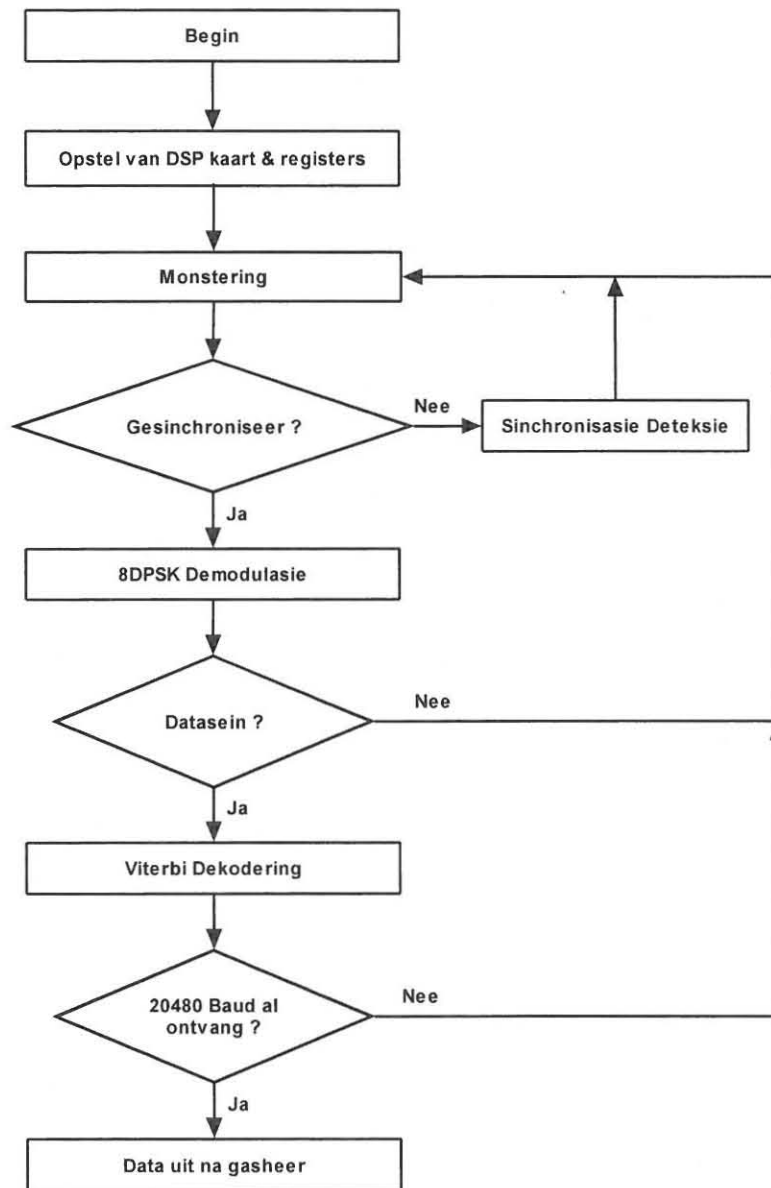 Begin
Opstel van DSP kaart & registers
Monstering
Gesinchroniseer ?
Nee
Sinchronisasie Deteksie
Ja
8DPSK Demodulasie
Datasein ?
Nee
Ja
Viterbi Dekodering
20480 Baud al
ontvang ?
Nee
Ja
Data uit na gasheer